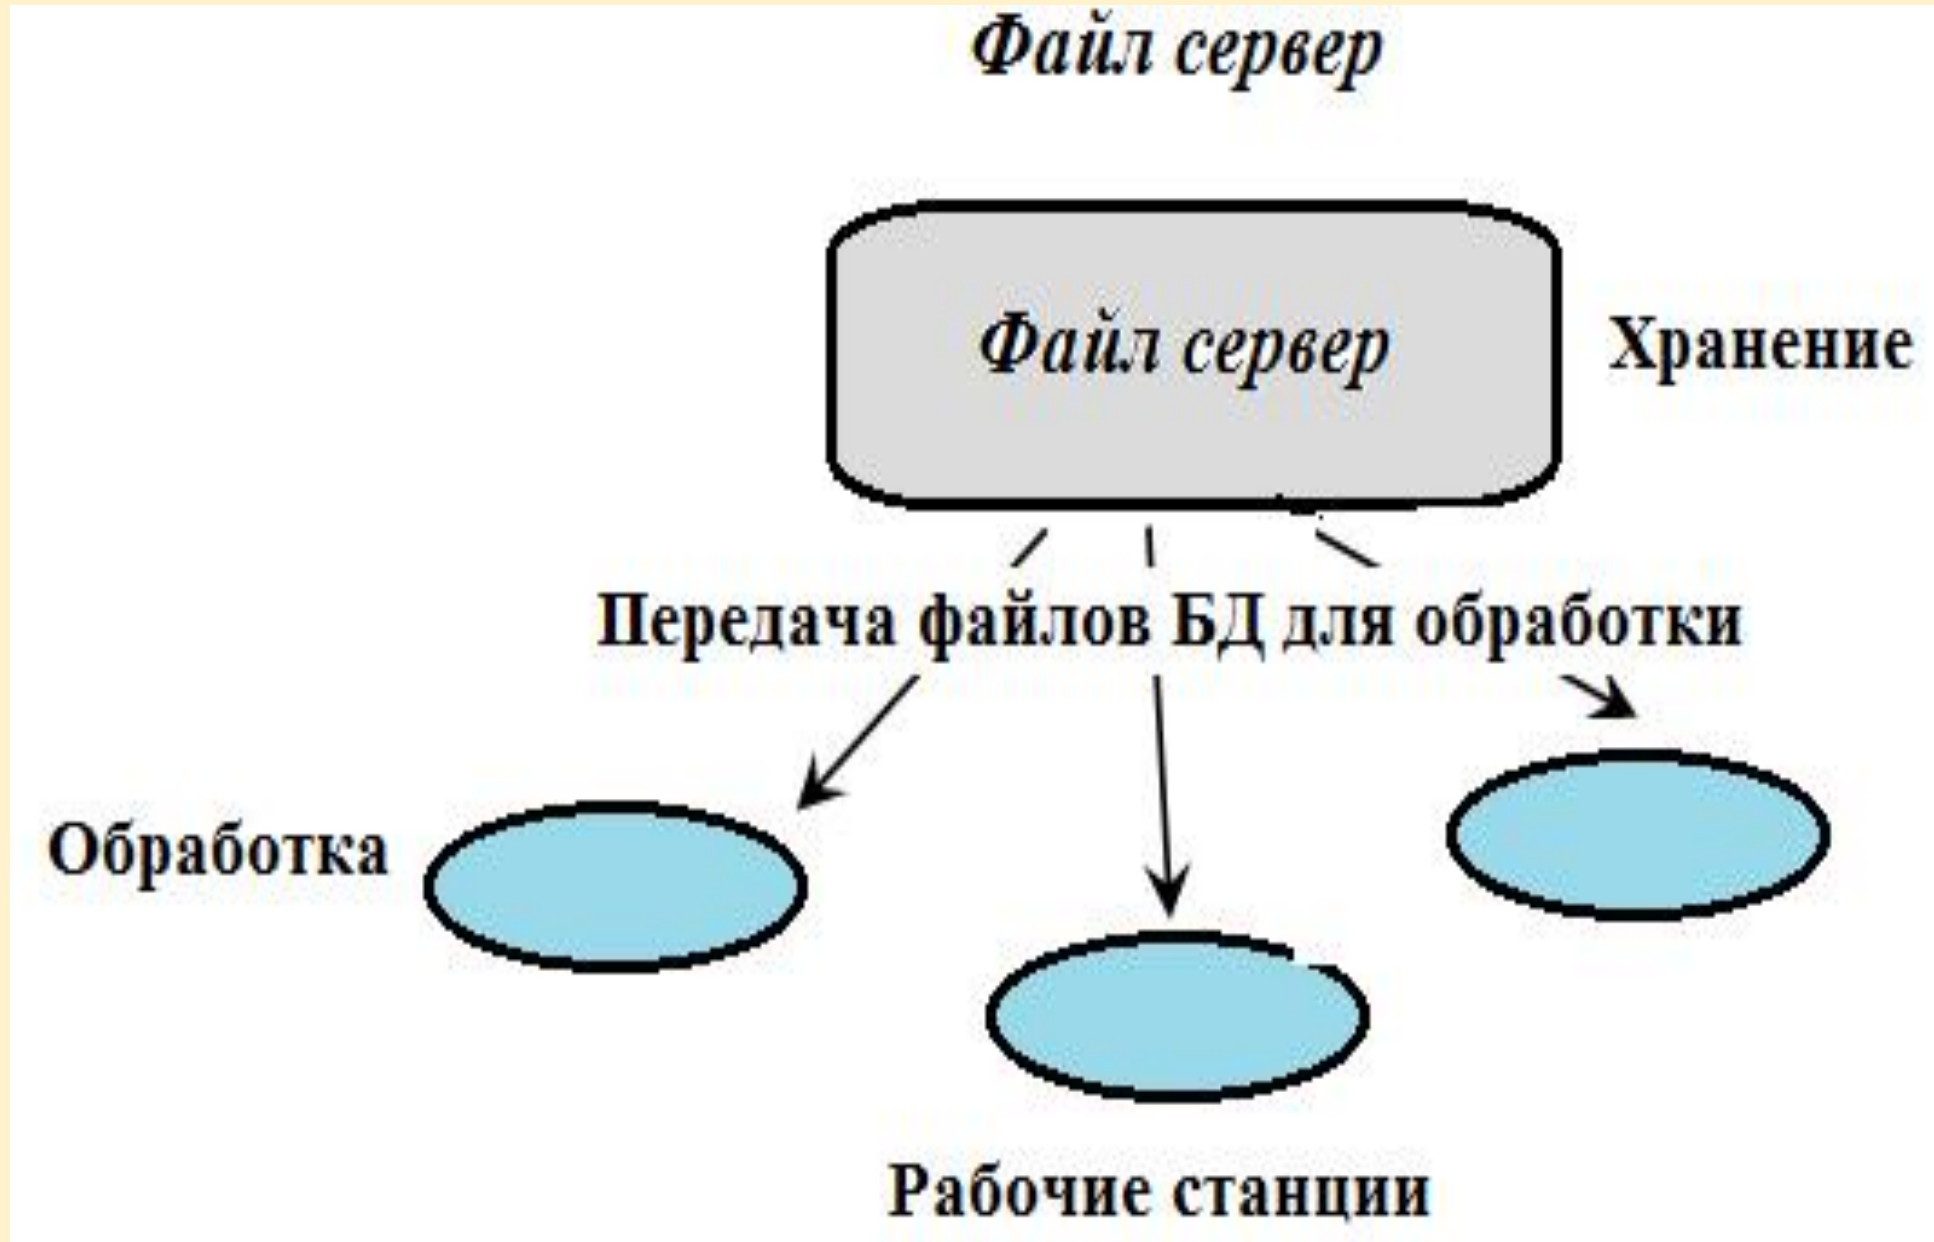 Файл сервер
Файл сервер
Хранение
Передача файлов БД для обработки
Обработка
Рабочие станции